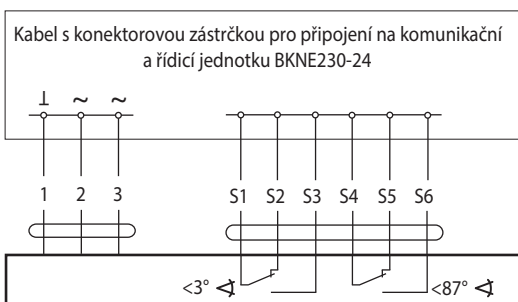 Kabel s konektorovou zástrčkou pro připojení na komunikační
a řídicí jednotku BKNE230-24
⊥ ~ ~
1 2 3 S1 S2 S3 S4 S5 S6
<3° <87°